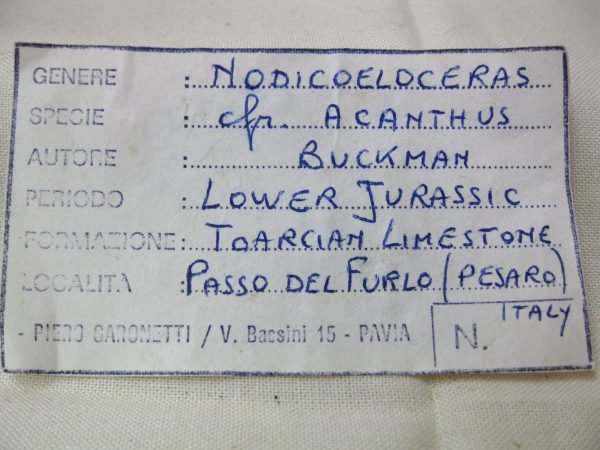 GENERE : NODICOELOCERAS
SPECIE : cfr. ACANTHUS
AUTORE : BUCKMAN
PERIODO : LOWER JURASSIC
FORMAZIONE : TOARCIAN LIMESTONE
LOCALITÀ : PASSO DEL FURLO (PESARO)
ITALY
- PIERO GARONETTI / V. Bassini 15 - PAVIA
N.